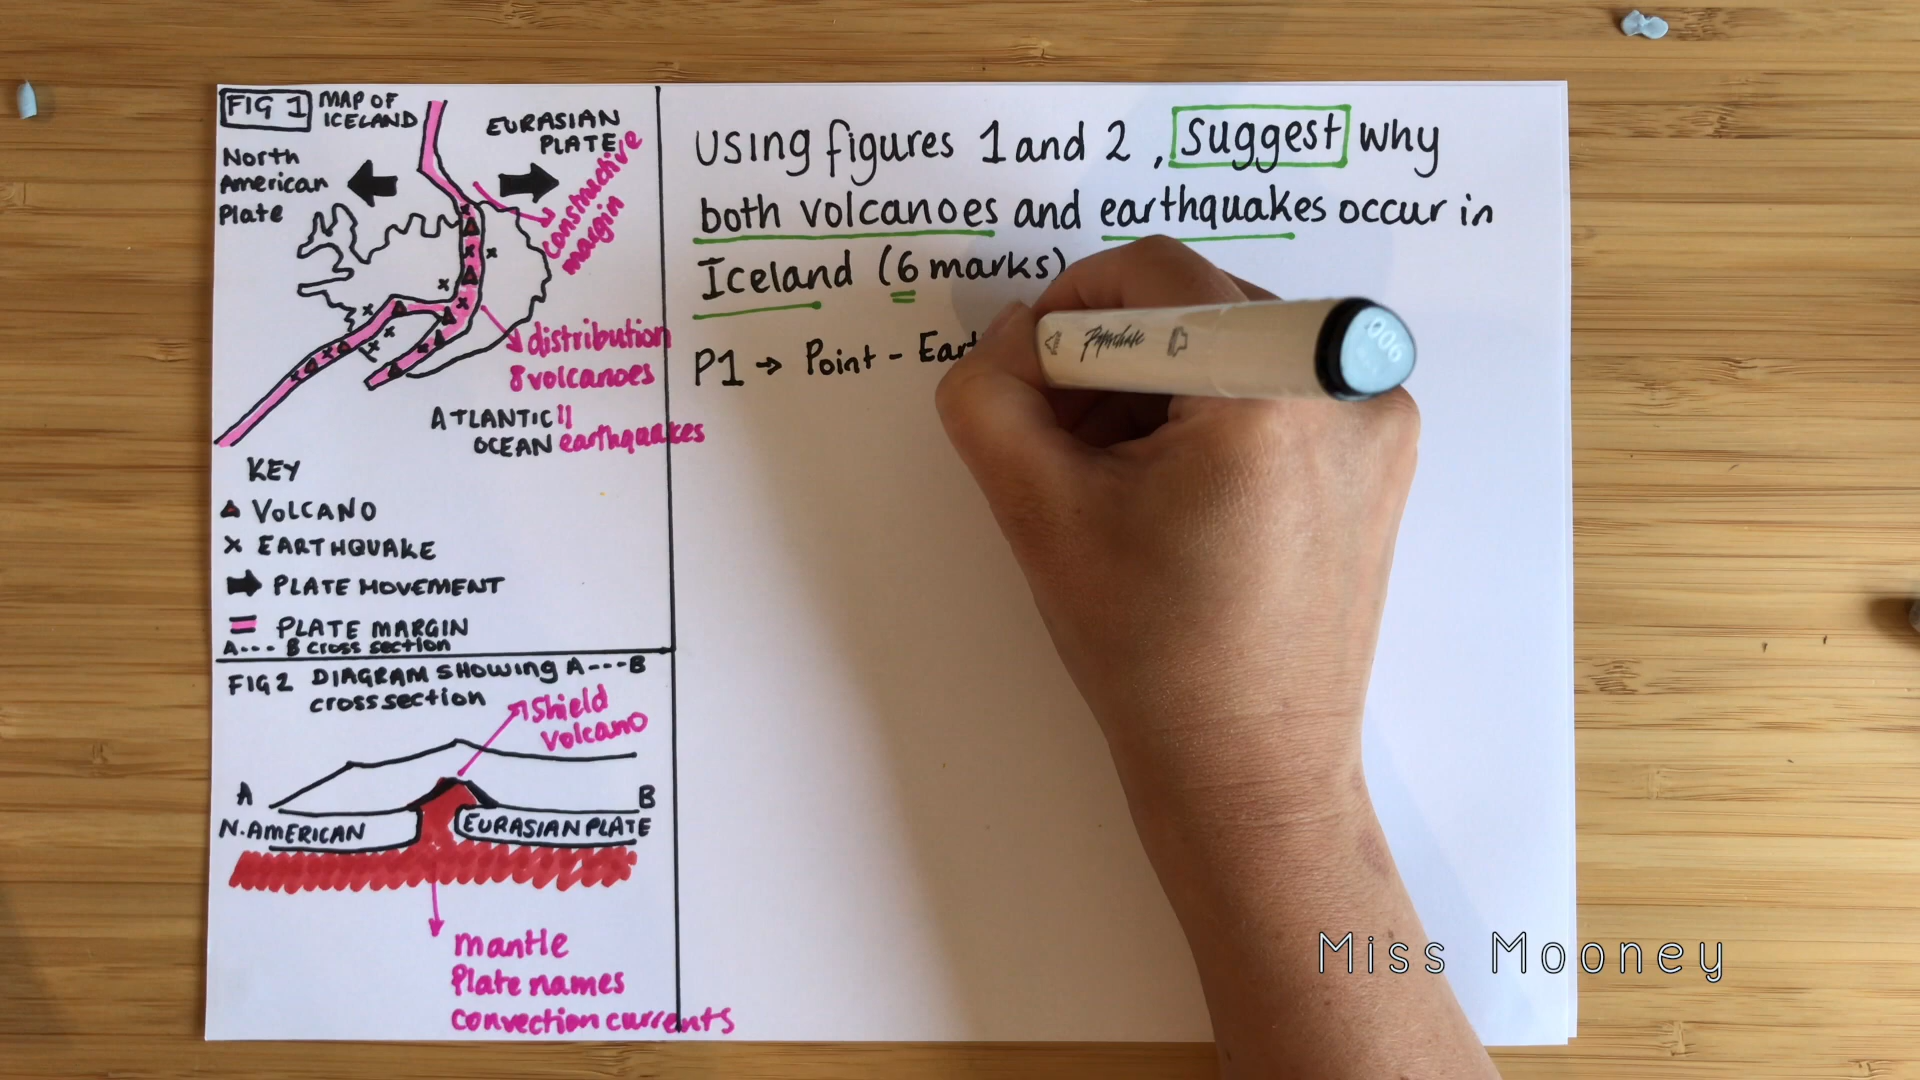 FIG 1
MAP OF
ICELAND
EURASIAN
PLATE
North
American
Plate
constructive
margin
distribution
8 volcanoes
ATLANTIC 11
OCEAN earthquakes
KEY
VOLCANO
X EARTHQUAKE
PLATE MOVEMENT
PLATE MARGIN
A--- B cross section
FIG 2 DIAGRAM SHOWING A---B
cross section
Shield
Volcano
A
B
N. AMERICAN
EURASIAN PLATE
mantle
Plate names
convection currents
Using figures 1 and 2, suggest why
both volcanoes and earthquakes occur in
Iceland (6 marks)
P1 → Point -
006
Miss Mooney